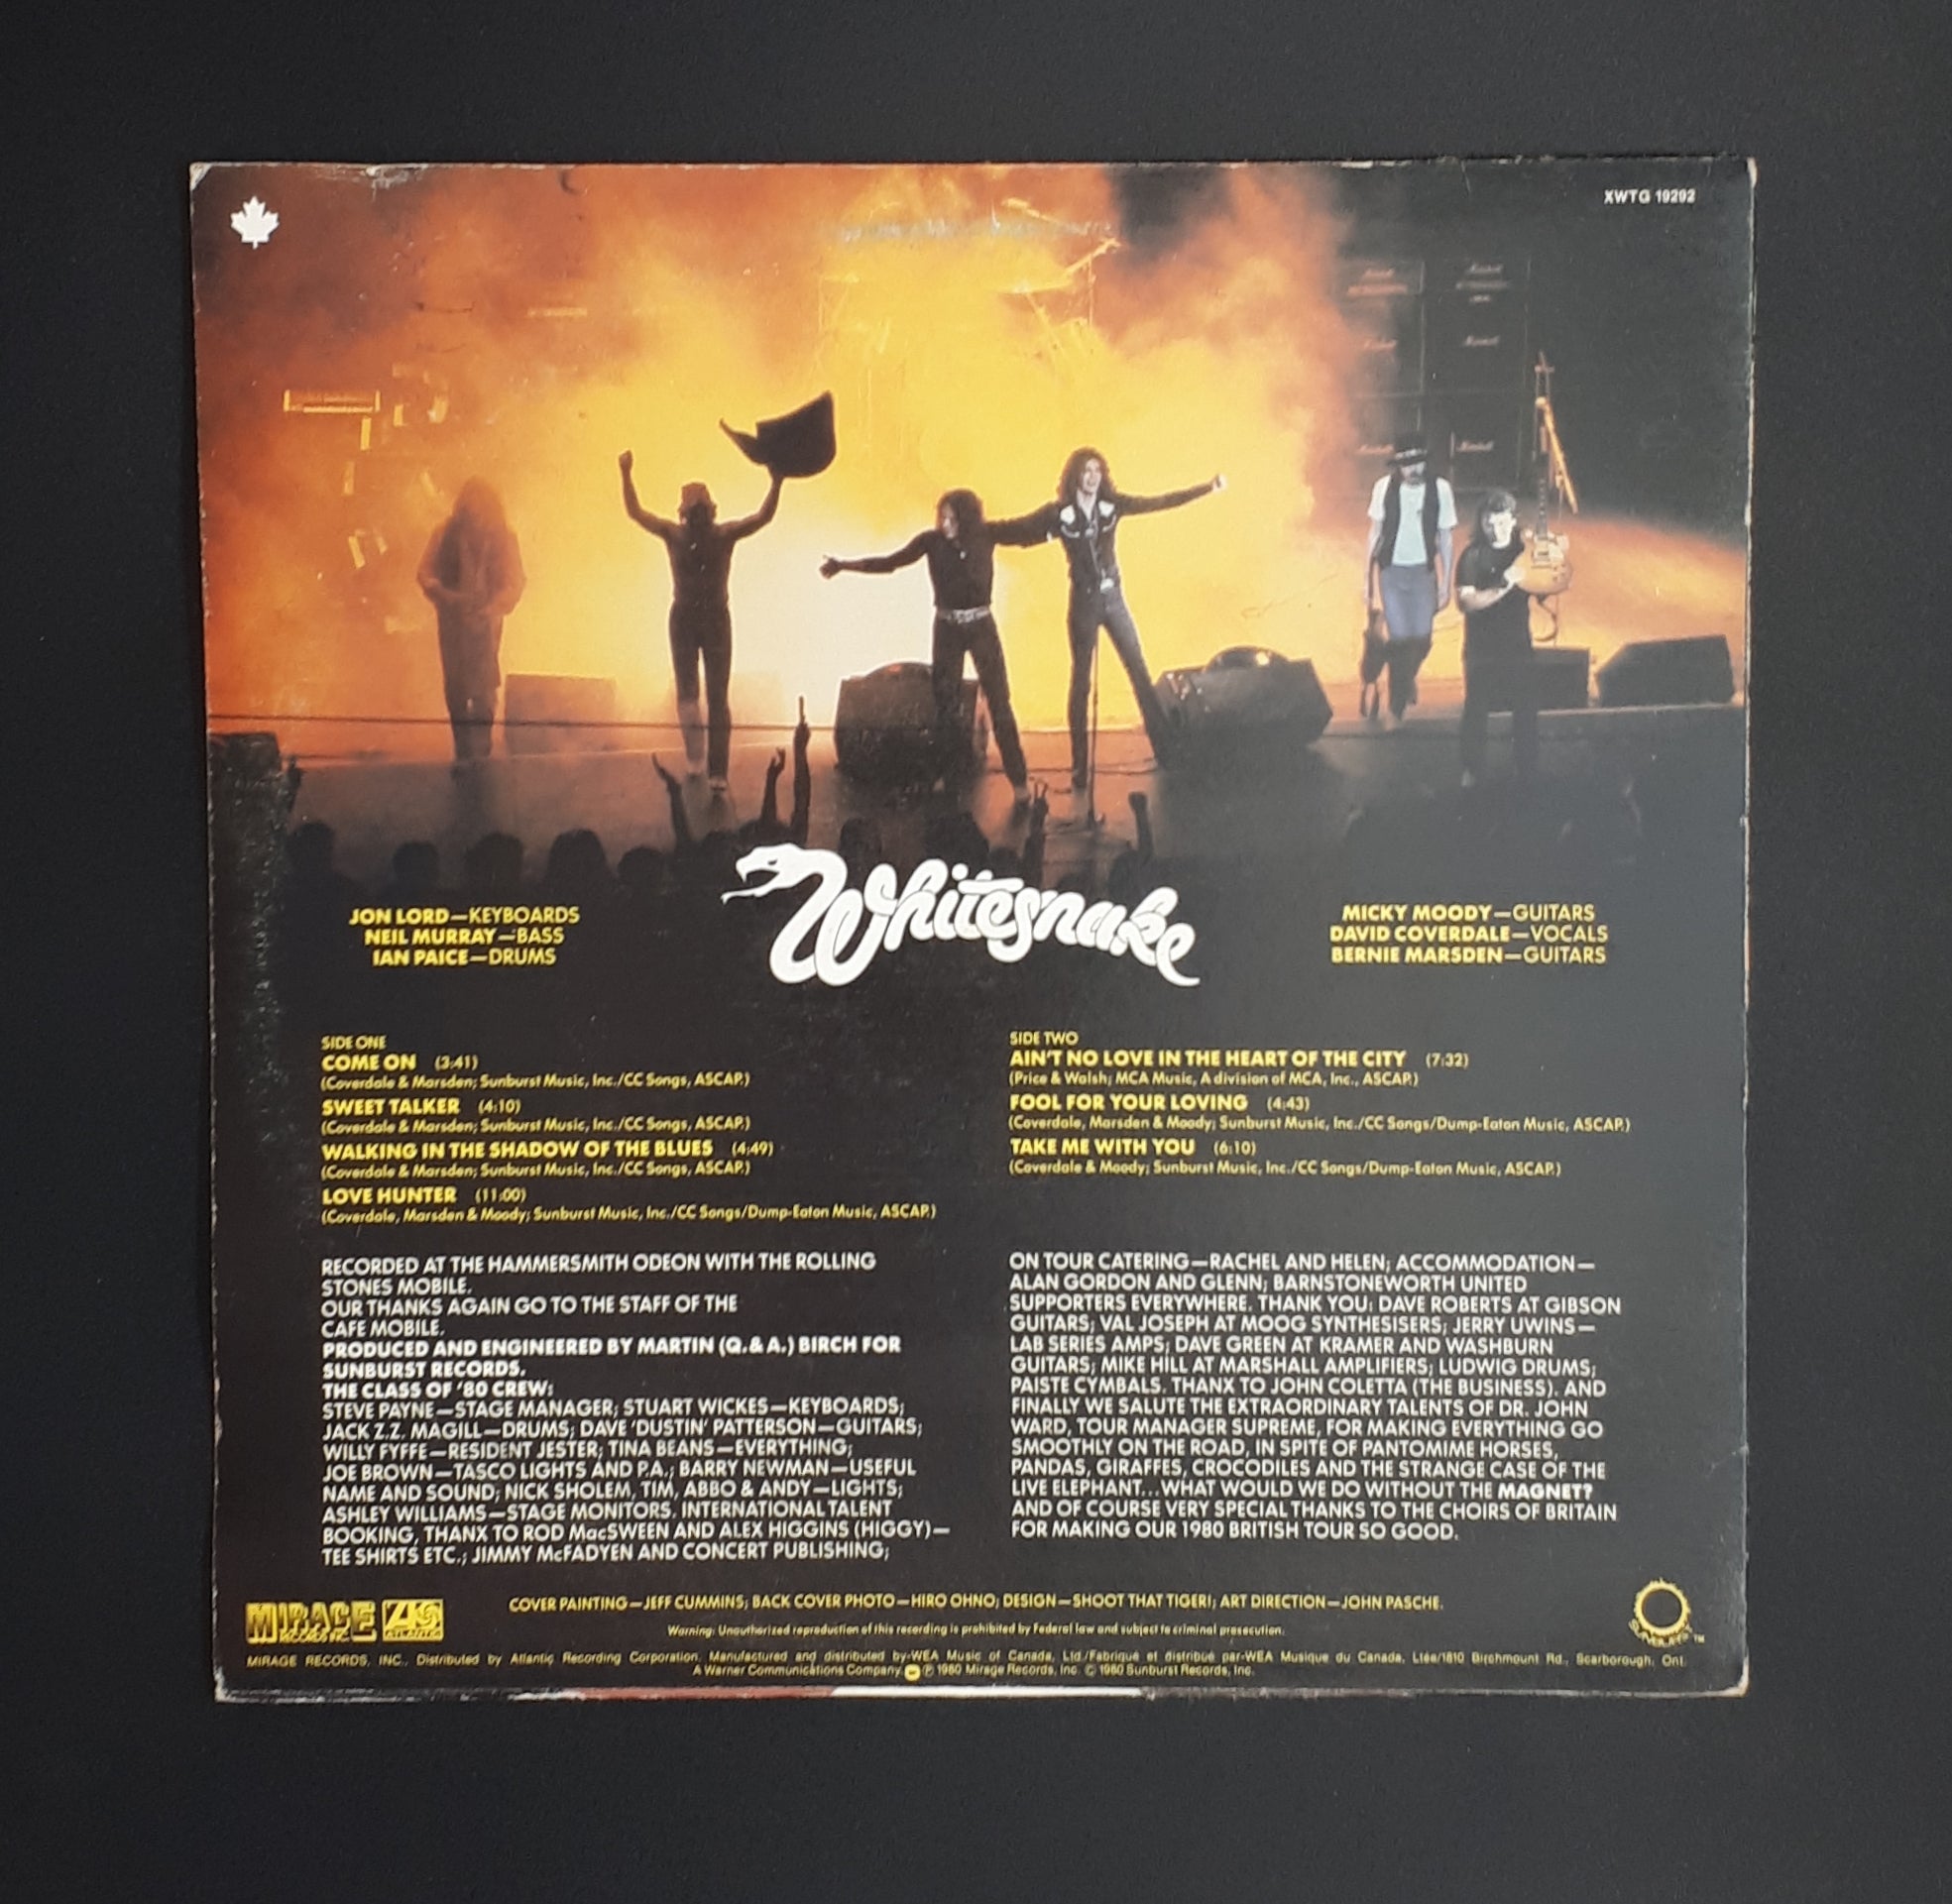 XWTG 19292
Marshall
Marshall
Marshall
Marshall
Marshall
Marshall
Whitesnake
JON LORD—KEYBOARDS
NEIL MURRAY—BASS
IAN PAICE—DRUMS
MICKY MOODY—GUITARS
DAVID COVERDALE—VOCALS
BERNIE MARSDEN—GUITARS
SIDE ONE
COME ON (3:41)
(Coverdale & Marsden; Sunburst Music, Inc./CC Songs, ASCAP.)
SWEET TALKER (4:10)
(Coverdale & Marsden; Sunburst Music, Inc./CC Songs, ASCAP.)
WALKING IN THE SHADOW OF THE BLUES (4:49)
(Coverdale & Marsden; Sunburst Music, Inc./CC Songs, ASCAP.)
LOVE HUNTER (11:00)
(Coverdale, Marsden & Moody; Sunburst Music, Inc./CC Songs/Dump-Eaton Music, ASCAP.)
SIDE TWO
AIN'T NO LOVE IN THE HEART OF THE CITY (7:32)
(Price & Walsh; MCA Music, A division of MCA, Inc., ASCAP.)
FOOL FOR YOUR LOVING (4:43)
(Coverdale, Marsden & Moody; Sunburst Music, Inc./CC Songs/Dump-Eaton Music, ASCAP.)
TAKE ME WITH YOU (6:10)
(Coverdale & Moody; Sunburst Music, Inc./CC Songs/Dump-Eaton Music, ASCAP.)
RECORDED AT THE HAMMERSMITH ODEON WITH THE ROLLING
STONES MOBILE.
OUR THANKS AGAIN GO TO THE STAFF OF THE
CAFE MOBILE.
PRODUCED AND ENGINEERED BY MARTIN (Q.& A.) BIRCH FOR
SUNBURST RECORDS.
THE CLASS OF '80 CREW:
STEVE PAYNE—STAGE MANAGER; STUART WICKES—KEYBOARDS;
JACK Z.Z. MAGILL—DRUMS; DAVE 'DUSTIN' PATTERSON—GUITARS;
WILLY FYFFE—RESIDENT JESTER; TINA BEANS—EVERYTHING;
JOE BROWN—TASCO LIGHTS AND P.A.; BARRY NEWMAN—USEFUL
NAME AND SOUND; NICK SHOLEM, TIM, ABBO & ANDY—LIGHTS;
ASHLEY WILLIAMS—STAGE MONITORS. INTERNATIONAL TALENT
BOOKING, THANX TO ROD MacSWEEN AND ALEX HIGGINS (HIGGY)—
TEE SHIRTS ETC.; JIMMY McFADYEN AND CONCERT PUBLISHING;
ON TOUR CATERING—RACHEL AND HELEN; ACCOMMODATION—
ALAN GORDON AND GLENN; BARNSTONEWORTH UNITED
SUPPORTERS EVERYWHERE. THANK YOU: DAVE ROBERTS AT GIBSON
GUITARS; VAL JOSEPH AT MOOG SYNTHESISERS; JERRY UWINS—
LAB SERIES AMPS; DAVE GREEN AT KRAMER AND WASHBURN
GUITARS; MIKE HILL AT MARSHALL AMPLIFIERS; LUDWIG DRUMS;
PAISTE CYMBALS. THANX TO JOHN COLETTA (THE BUSINESS). AND
FINALLY WE SALUTE THE EXTRAORDINARY TALENTS OF DR. JOHN
WARD, TOUR MANAGER SUPREME, FOR MAKING EVERYTHING GO
SMOOTHLY ON THE ROAD, IN SPITE OF PANTOMIME HORSES,
PANDAS, GIRAFFES, CROCODILES AND THE STRANGE CASE OF THE
LIVE ELEPHANT...WHAT WOULD WE DO WITHOUT THE MAGNET?
AND OF COURSE VERY SPECIAL THANKS TO THE CHOIRS OF BRITAIN
FOR MAKING OUR 1980 BRITISH TOUR SO GOOD.
MIRAGE
RECORDS INC.
ATLANTIC
COVER PAINTING—JEFF CUMMINS; BACK COVER PHOTO—HIRO OHNO; DESIGN—SHOOT THAT TIGER!; ART DIRECTION—JOHN PASCHE.
Warning: Unauthorized reproduction of this recording is prohibited by Federal law and subject to criminal prosecution.
SUNBURST TM
MIRAGE RECORDS, INC., Distributed by Atlantic Recording Corporation. Manufactured and distributed by-WEA Music of Canada, Ltd./Fabriqué et distribué par-WEA Musique du Canada, Ltée/1810 Birchmount Rd., Scarborough, Ont.
A Warner Communications Company ℗ 1980 Mirage Records, Inc. © 1980 Sunburst Records, Inc.